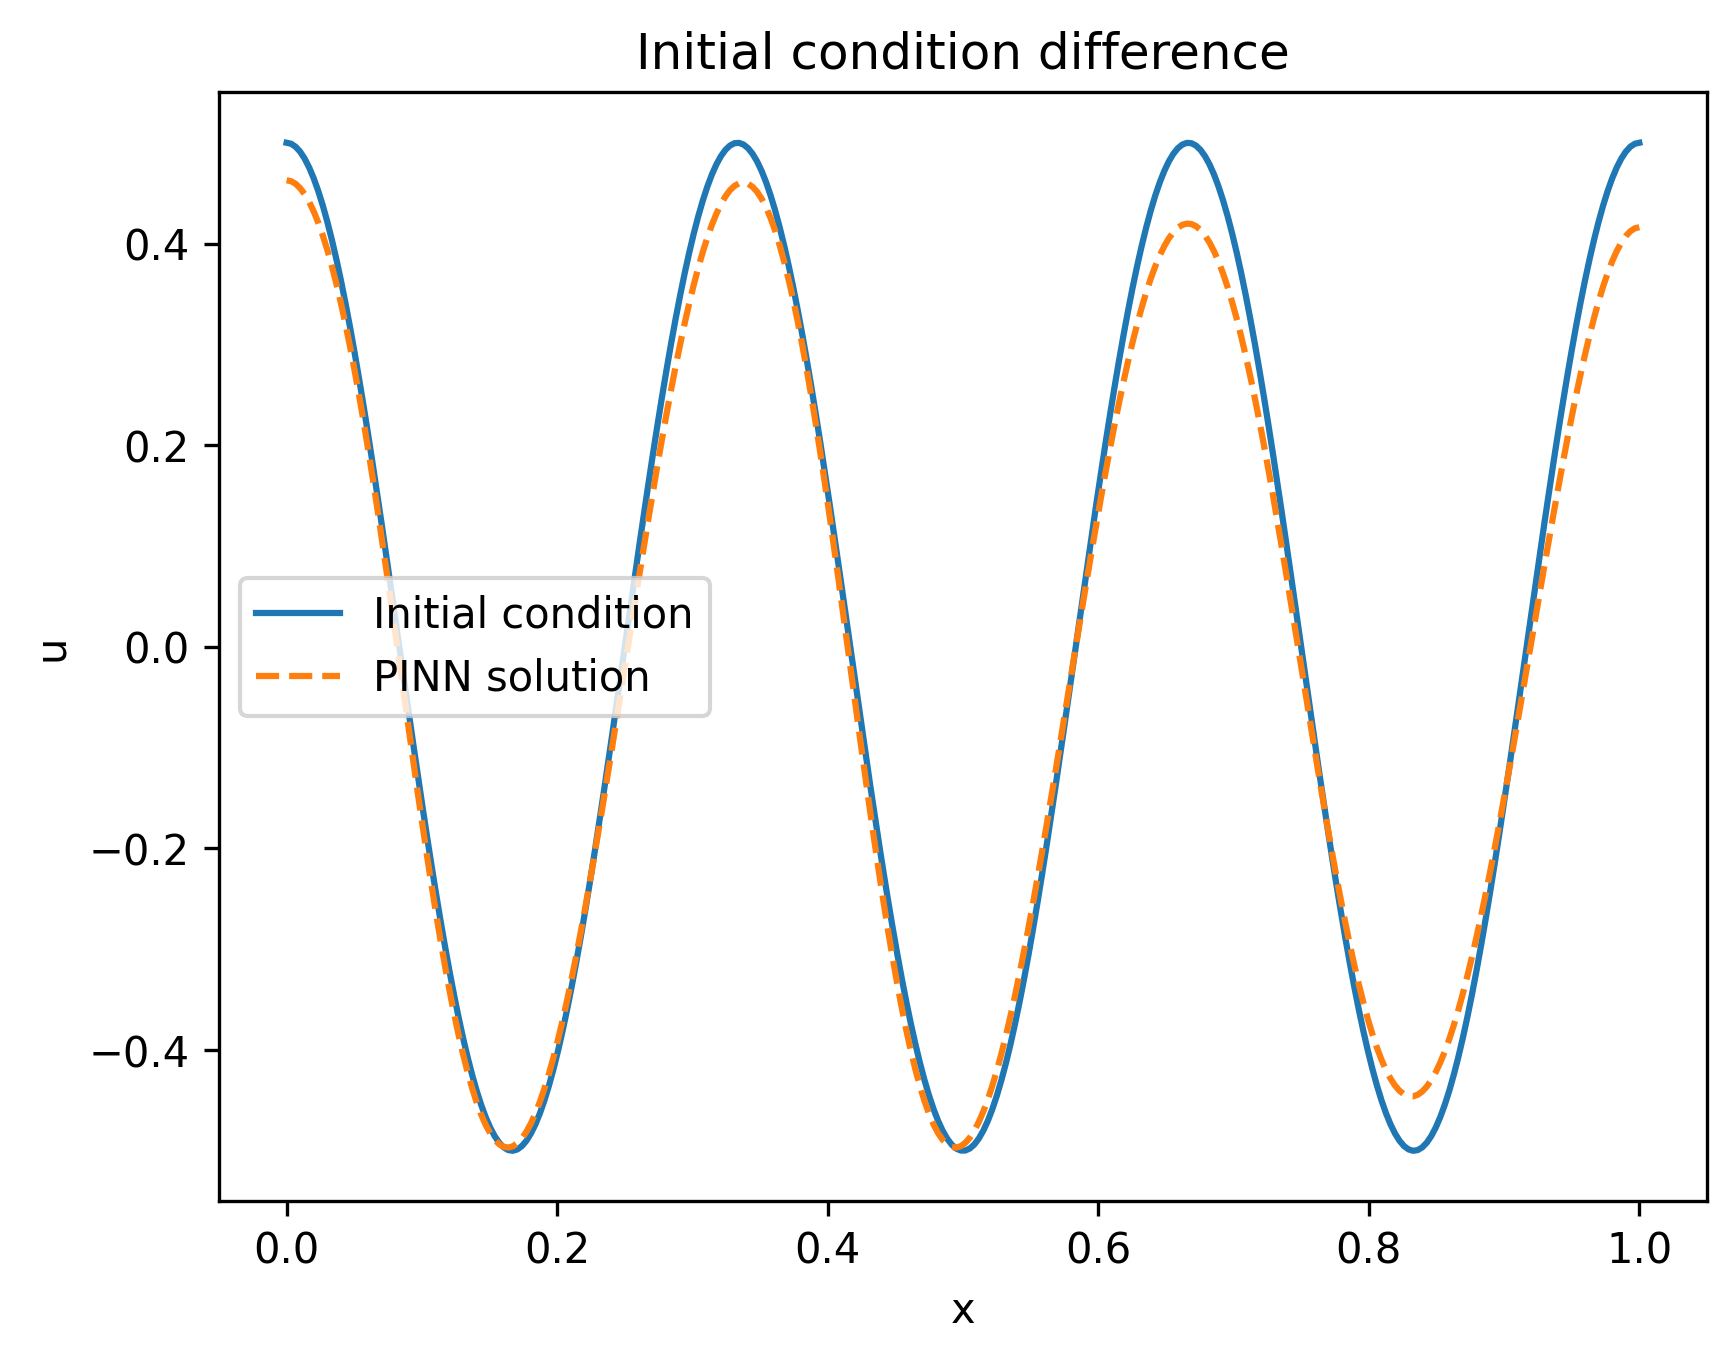 Initial condition difference
0.4
0.2
0.0
−0.2
−0.4
u
Initial condition
PINN solution
0.0 0.2 0.4 0.6 0.8 1.0
x